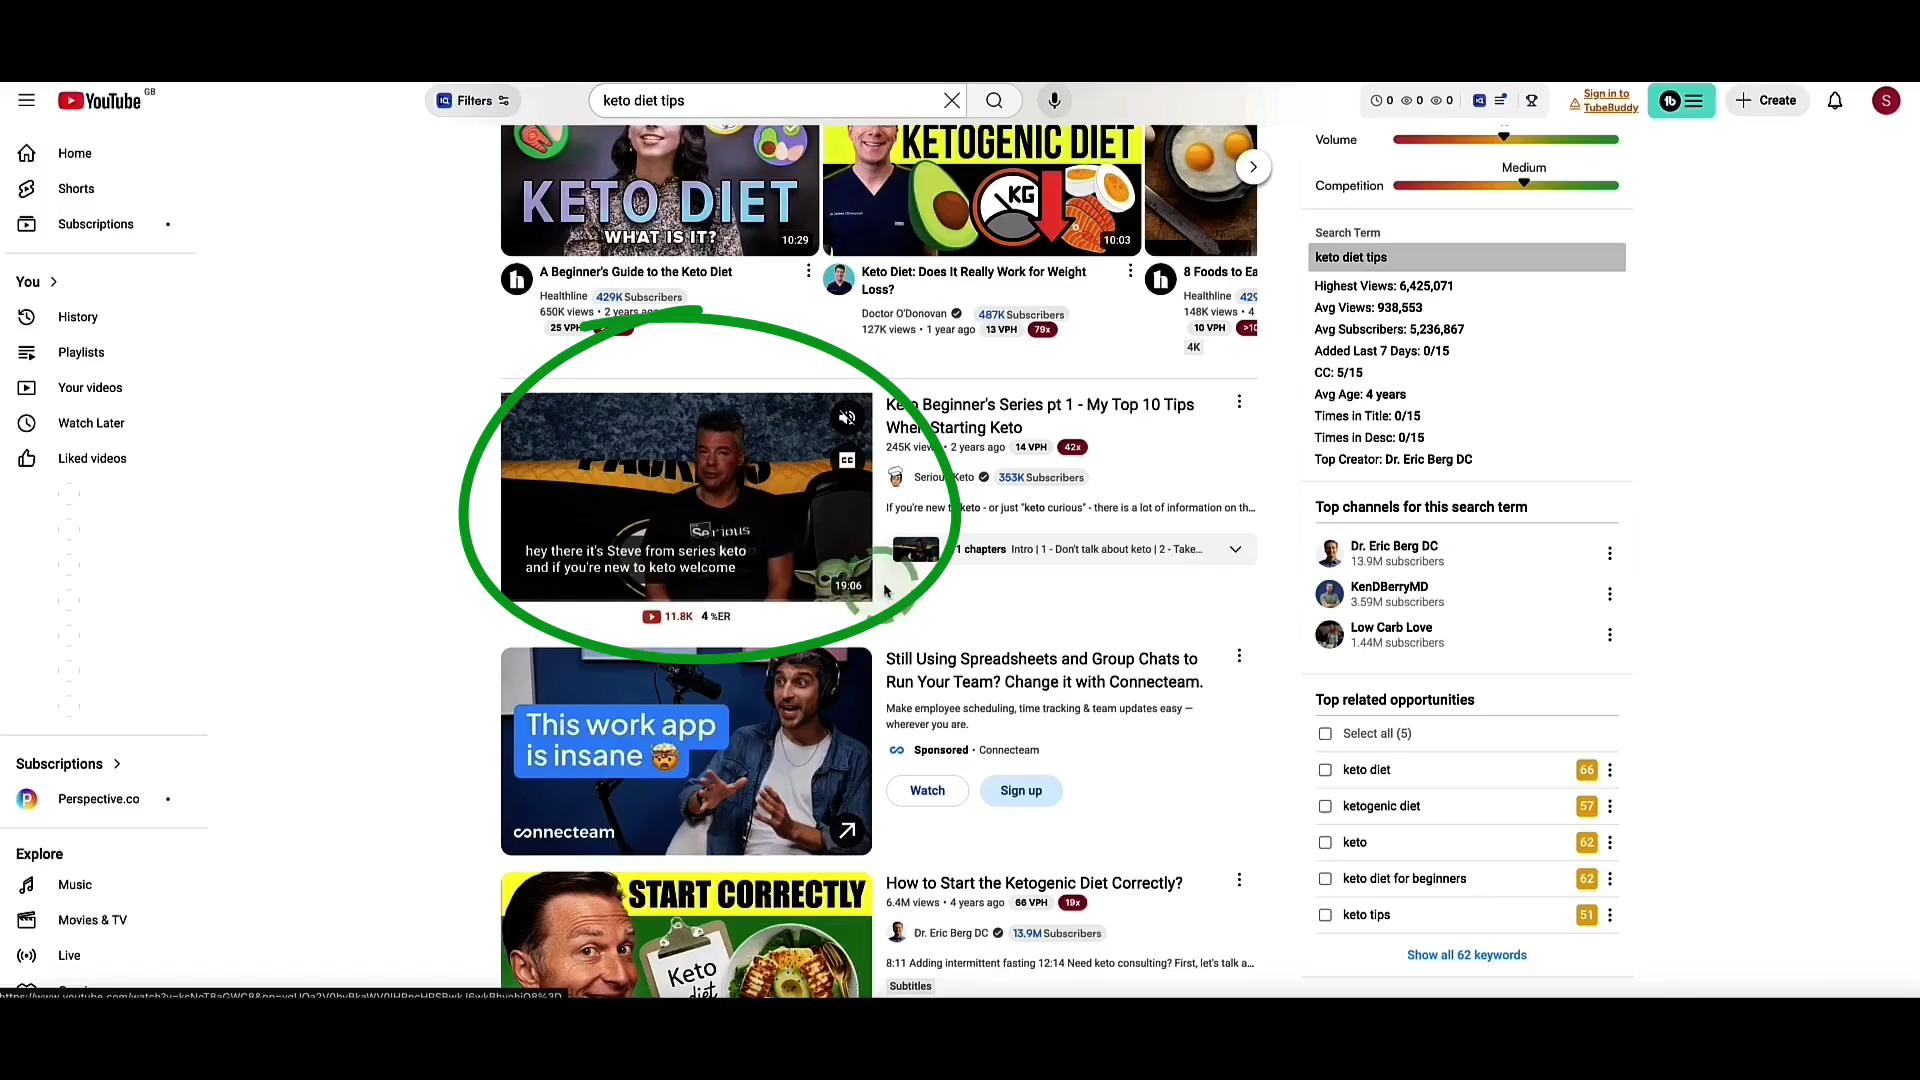 YouTube GB
Filters
keto diet tips
0 0 0
Sign in to
TubeBuddy
Create
S
Home
Shorts
Subscriptions
You
History
Playlists
Your videos
Watch Later
Liked videos
Subscriptions
Perspective.co
Explore
Music
Movies & TV
Live
KETO DIET
WHAT IS IT?
10:29
A Beginner's Guide to the Keto Diet
Healthline 429K Subscribers
650K views • 2 years ago
25 VPH
KETOGENIC DIET
KG
10:03
Keto Diet: Does It Really Work for Weight
Loss?
Doctor O'Donovan 487K Subscribers
127K views • 1 year ago 13 VPH 79x
8 Foods to Ea
Healthline 429
148K views • 4
10 VPH >10
4K
PACKERS
Serious
CC
hey there it's Steve from series keto
and if you're new to keto welcome
19:06
11.8K 4 %ER
Keto Beginner's Series pt 1 - My Top 10 Tips
When Starting Keto
245K views • 2 years ago 14 VPH 42x
Serious Keto 353K Subscribers
If you're new to keto - or just "keto curious" - there is a lot of information on th...
1 chapters Intro | 1 - Don't talk about keto | 2 - Take...
This work app
is insane
connecteam
Still Using Spreadsheets and Group Chats to
Run Your Team? Change it with Connecteam.
Make employee scheduling, time tracking & team updates easy —
wherever you are.
Sponsored • Connecteam
Watch Sign up
START CORRECTLY
Keto
diet
How to Start the Ketogenic Diet Correctly?
6.4M views • 4 years ago 66 VPH 19x
Dr. Eric Berg DC 13.9M Subscribers
8:11 Adding intermittent fasting 12:14 Need keto consulting? First, let's talk a...
Subtitles
Volume
Medium
Competition
Search Term
keto diet tips
Highest Views: 6,425,071
Avg Views: 938,553
Avg Subscribers: 5,236,867
Added Last 7 Days: 0/15
CC: 5/15
Avg Age: 4 years
Times in Title: 0/15
Times in Desc: 0/15
Top Creator: Dr. Eric Berg DC
Top channels for this search term
Dr. Eric Berg DC
13.9M subscribers
KenDBerryMD
3.59M subscribers
Low Carb Love
1.44M subscribers
Top related opportunities
Select all (5)
keto diet 66
ketogenic diet 57
keto 62
keto diet for beginners 62
keto tips 51
Show all 62 keywords